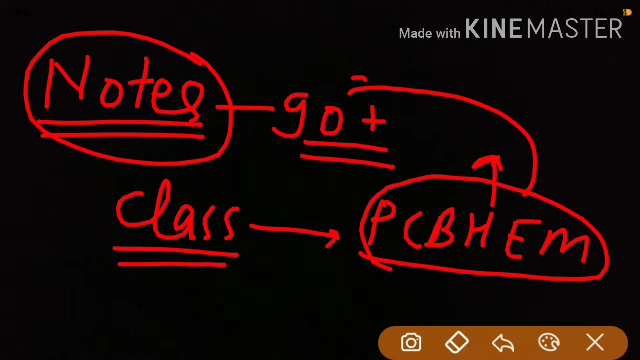 Made with KINEMASTER
Notes — 90+
Class → PCBHEM